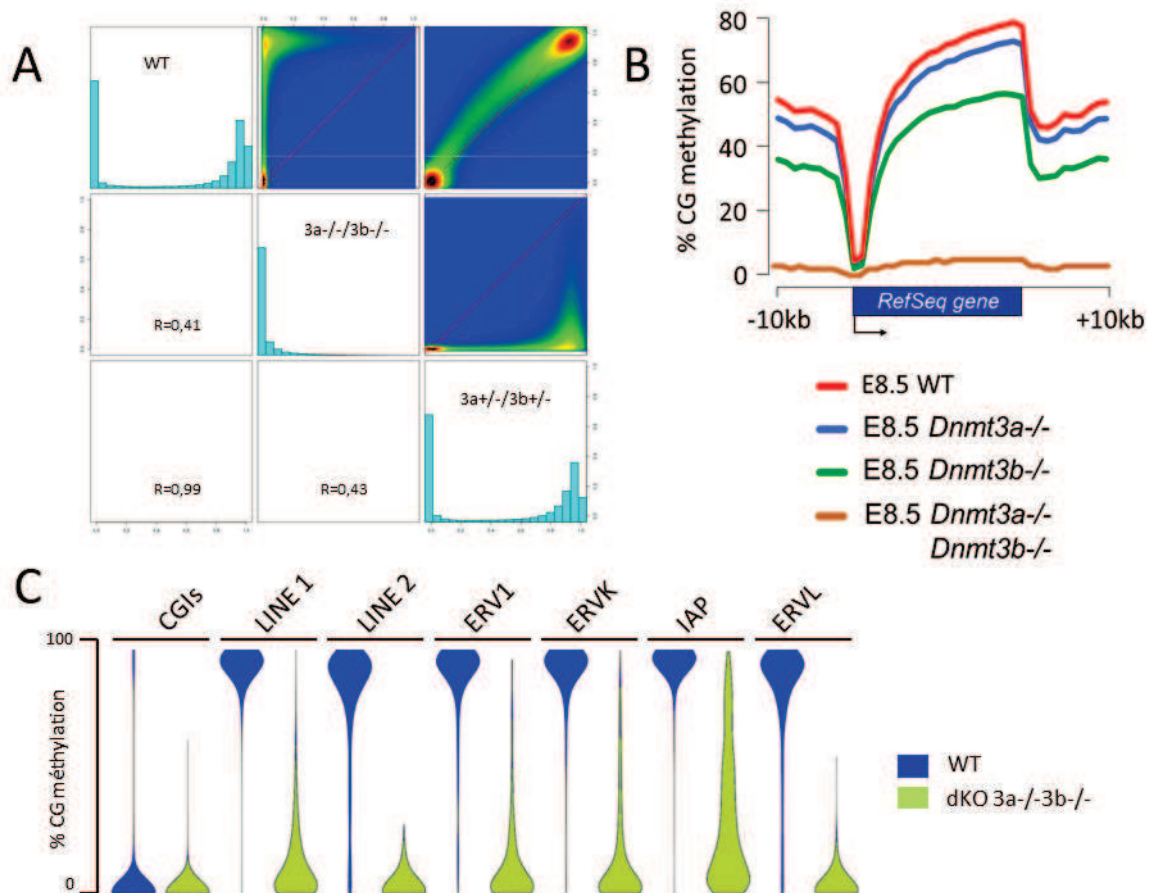 A
WT
3a-/-/3b-/-
R=0,41
3a+/-/3b+/-
R=0,99
R=0,43
B
% CG methylation
80
60
40
20
0
RefSeq gene
-10kb
+10kb
E8.5 WT
E8.5 Dnmt3a-/-
E8.5 Dnmt3b-/-
E8.5 Dnmt3a-/-
Dnmt3b-/-
C
CGIs
LINE 1
LINE 2
ERV1
ERVK
IAP
ERVL
100
% CG méthylation
0
WT
dKO 3a-/-3b-/-